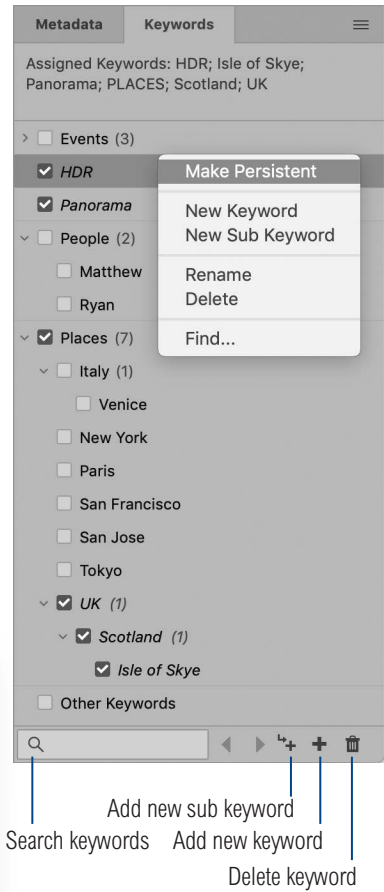 Metadata Keywords
Assigned Keywords: HDR; Isle of Skye;
Panorama; PLACES; Scotland; UK
Events (3)
HDR
Panorama
People (2)
Matthew
Ryan
Places (7)
Italy (1)
Venice
New York
Paris
San Francisco
San Jose
Tokyo
UK (1)
Scotland (1)
Isle of Skye
Other Keywords
Make Persistent
New Keyword
New Sub Keyword
Rename
Delete
Find...
Add new sub keyword
Search keywords Add new keyword
Delete keyword